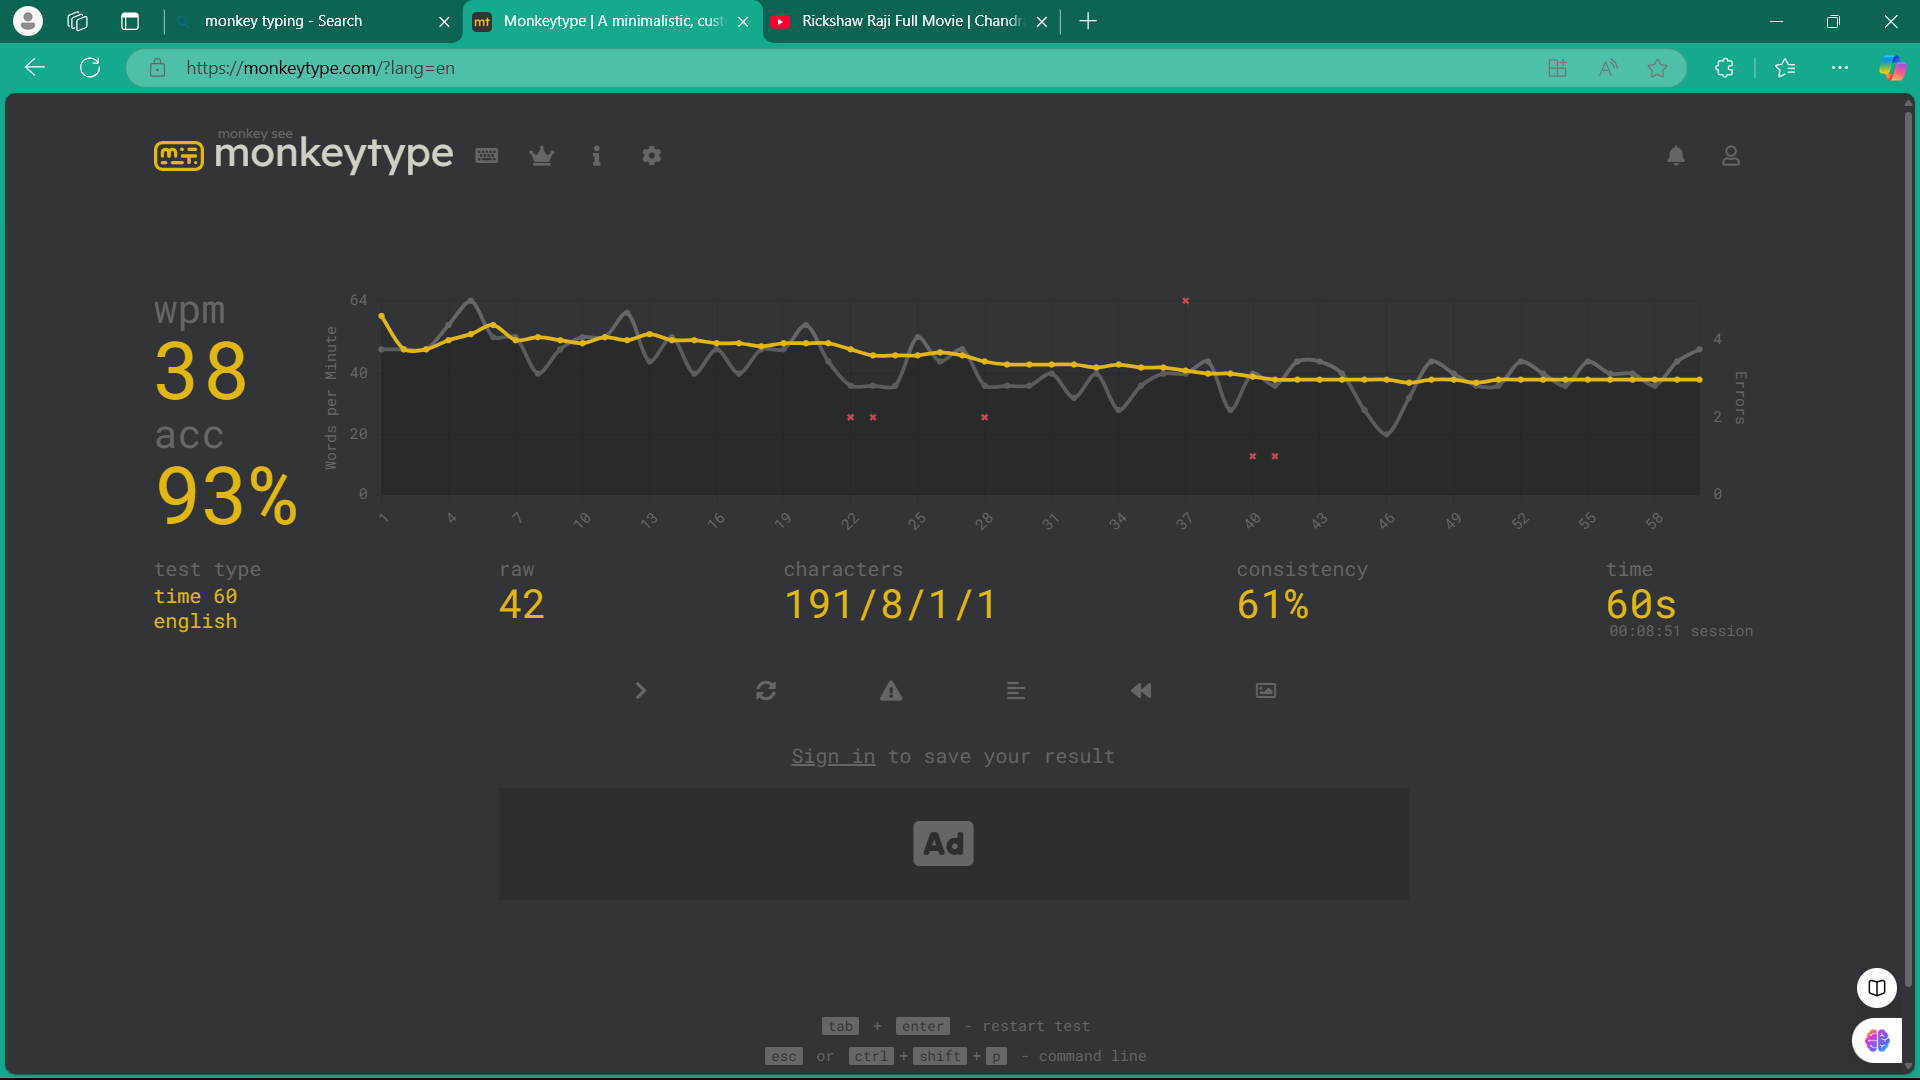 monkey typing - Search
Monkeytype | A minimalistic, cust
Rickshaw Raji Full Movie | Chandr
https://monkeytype.com/?lang=en
monkey see
monkeytype
wpm
38
acc
93%
Words per Minute
64
40
20
0
Errors
4
2
0
1 4 7 10 13 16 19 22 25 28 31 34 37 40 43 46 49 52 55 58
test type
time 60
english
raw
42
characters
191/8/1/1
consistency
61%
time
60s
00:08:51 session
Sign in to save your result
Ad
tab + enter - restart test
esc or ctrl + shift + p - command line